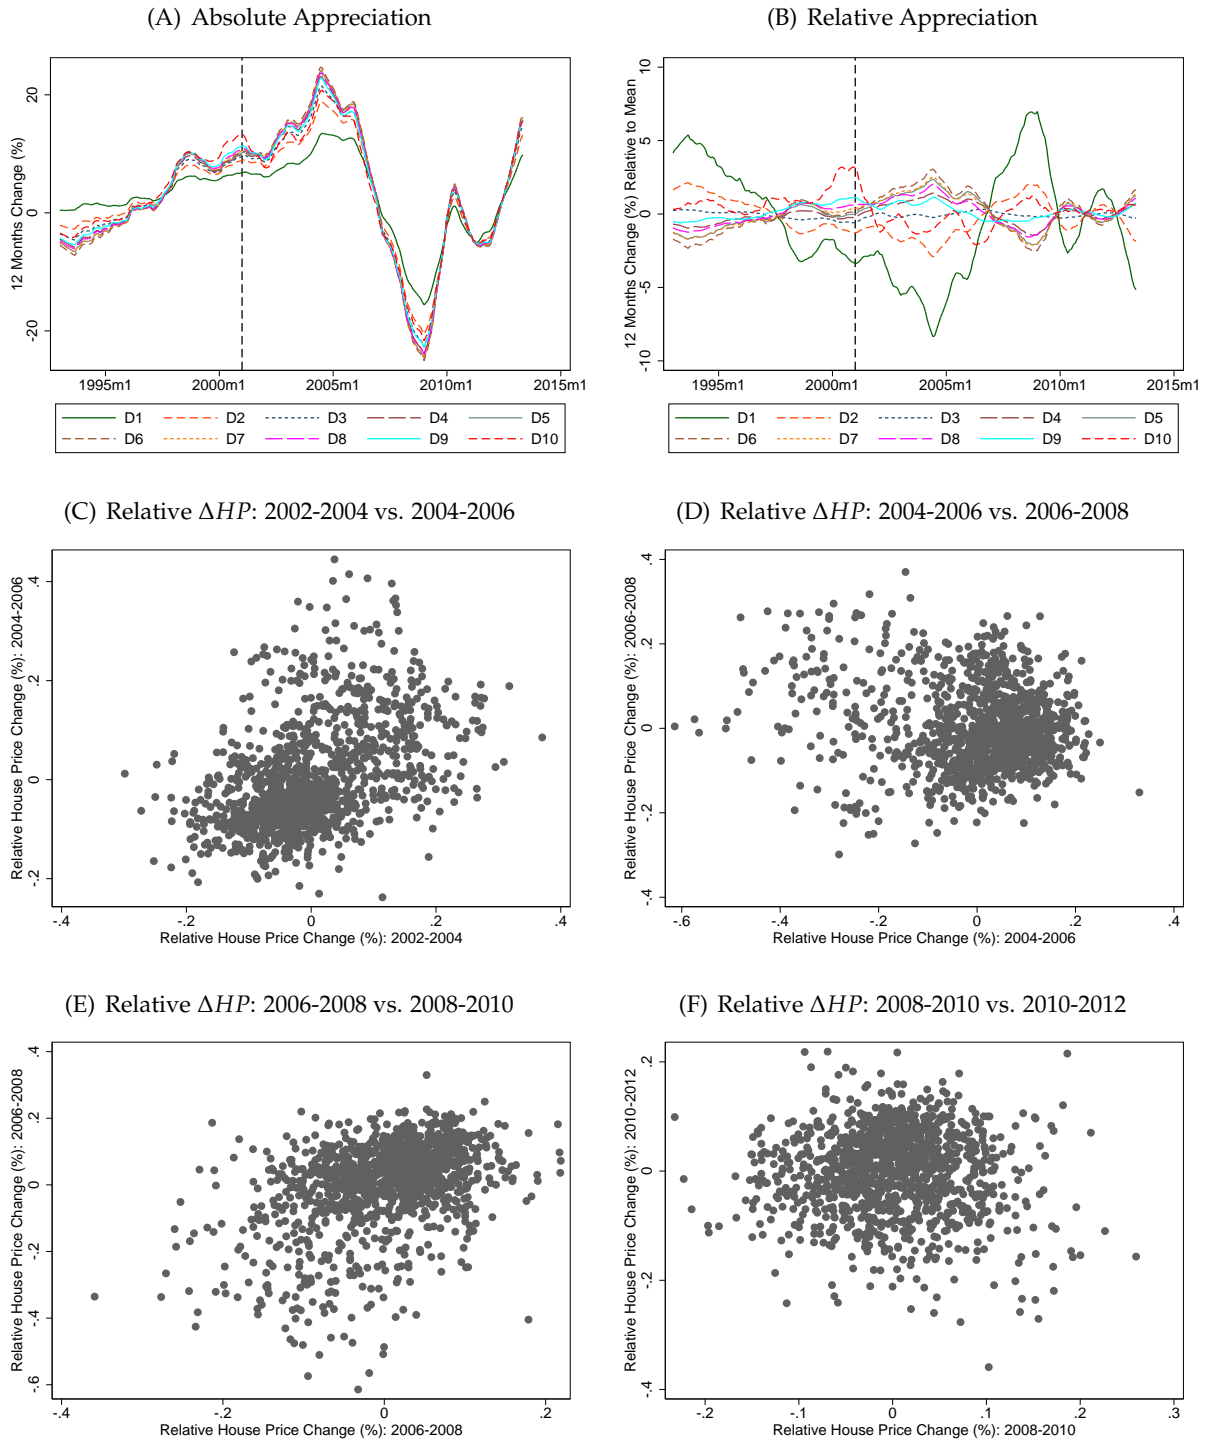 (A) Absolute Appreciation
12 Months Change (%)
20
0
-20
1995m1 2000m1 2005m1 2010m1 2015m1
D1 D2 D3 D4 D5
D6 D7 D8 D9 D10
(B) Relative Appreciation
12 Months Change (%) Relative to Mean
10
5
0
-5
-10
1995m1 2000m1 2005m1 2010m1 2015m1
D1 D2 D3 D4 D5
D6 D7 D8 D9 D10
(C) Relative ΔHP: 2002-2004 vs. 2004-2006
Relative House Price Change (%): 2004-2006
.4
.2
0
-.2
-.4 -.2 0 .2 .4
Relative House Price Change (%): 2002-2004
(D) Relative ΔHP: 2004-2006 vs. 2006-2008
Relative House Price Change (%): 2006-2008
.4
.2
0
-.2
-.4
-.6 -.4 -.2 0 .2 .4
Relative House Price Change (%): 2004-2006
(E) Relative ΔHP: 2006-2008 vs. 2008-2010
Relative House Price Change (%): 2006-2008
.4
.2
0
-.2
-.4
-.6
-.4 -.2 0 .2
Relative House Price Change (%): 2006-2008
(F) Relative ΔHP: 2008-2010 vs. 2010-2012
Relative House Price Change (%): 2010-2012
.2
0
-.2
-.4
-.2 -.1 0 .1 .2 .3
Relative House Price Change (%): 2008-2010